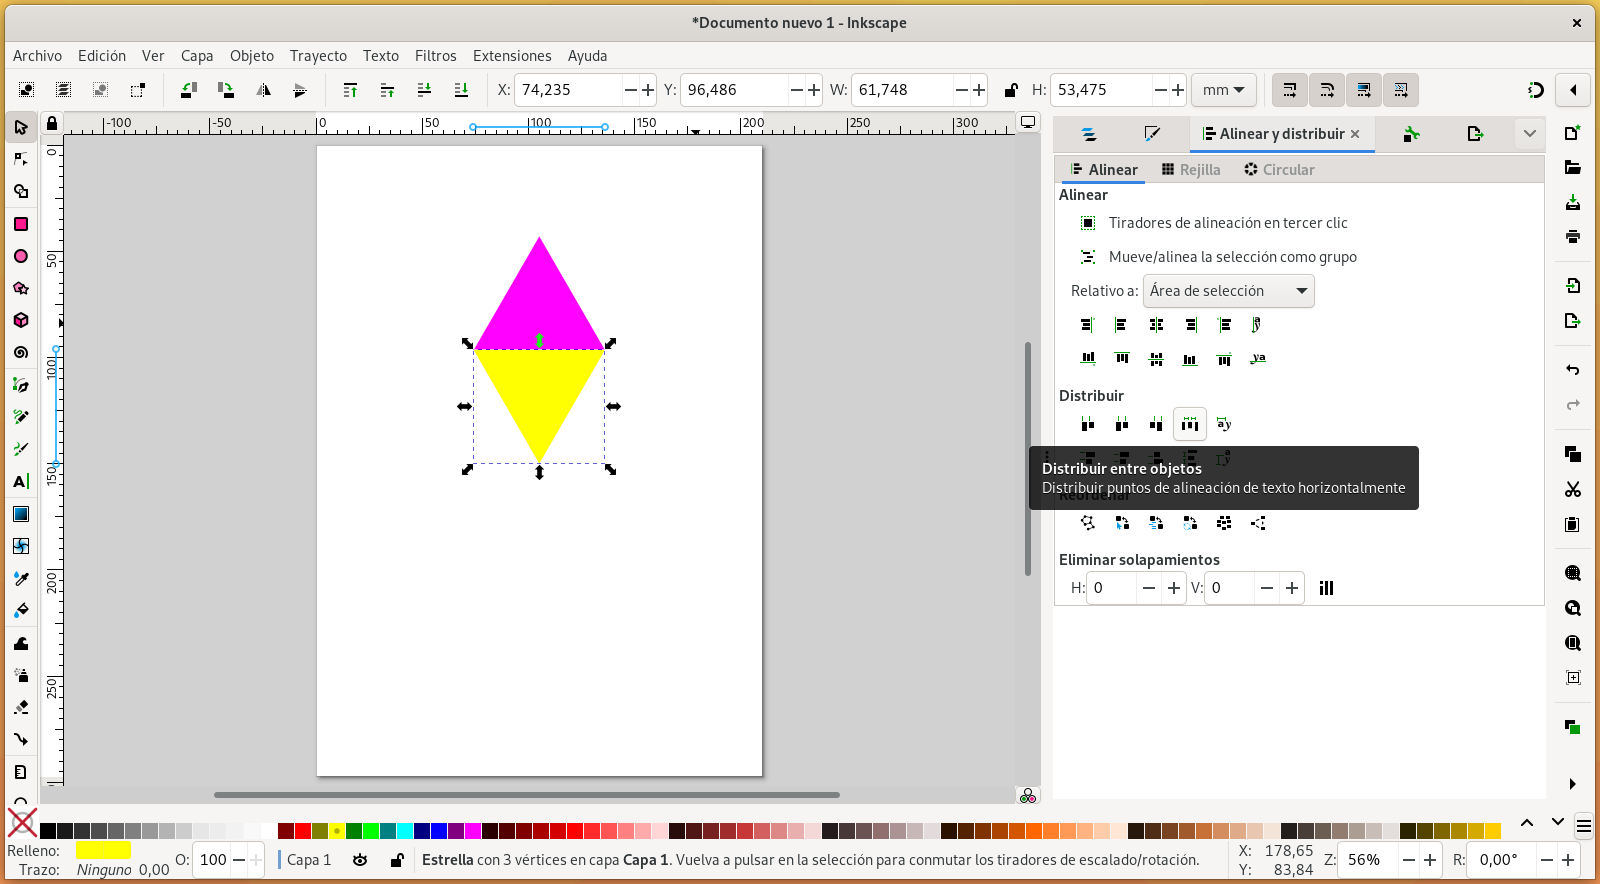 *Documento nuevo 1 - Inkscape
Archivo Edición Ver Capa Objeto Trayecto Texto Filtros Extensiones Ayuda
X: 74,235 Y: 96,486 W: 61,748 H: 53,475 mm
-100 -50 0 50 100 150 200 250 300
0
50
100
150
200
250
Alinear y distribuir
Alinear Rejilla Circular
Alinear
Tiradores de alineación en tercer clic
Mueve/alinea la selección como grupo
Relativo a: Área de selección
Distribuir
Distribuir entre objetos
Distribuir puntos de alineación de texto horizontalmente
Reordenar
Eliminar solapamientos
H: 0 V: 0
Relleno:
Trazo: Ninguno 0,00
O: 100
Capa 1
Estrella con 3 vértices en capa Capa 1. Vuelva a pulsar en la selección para conmutar los tiradores de escalado/rotación.
X: 178,65
Y: 83,84
Z: 56%
R: 0,00°